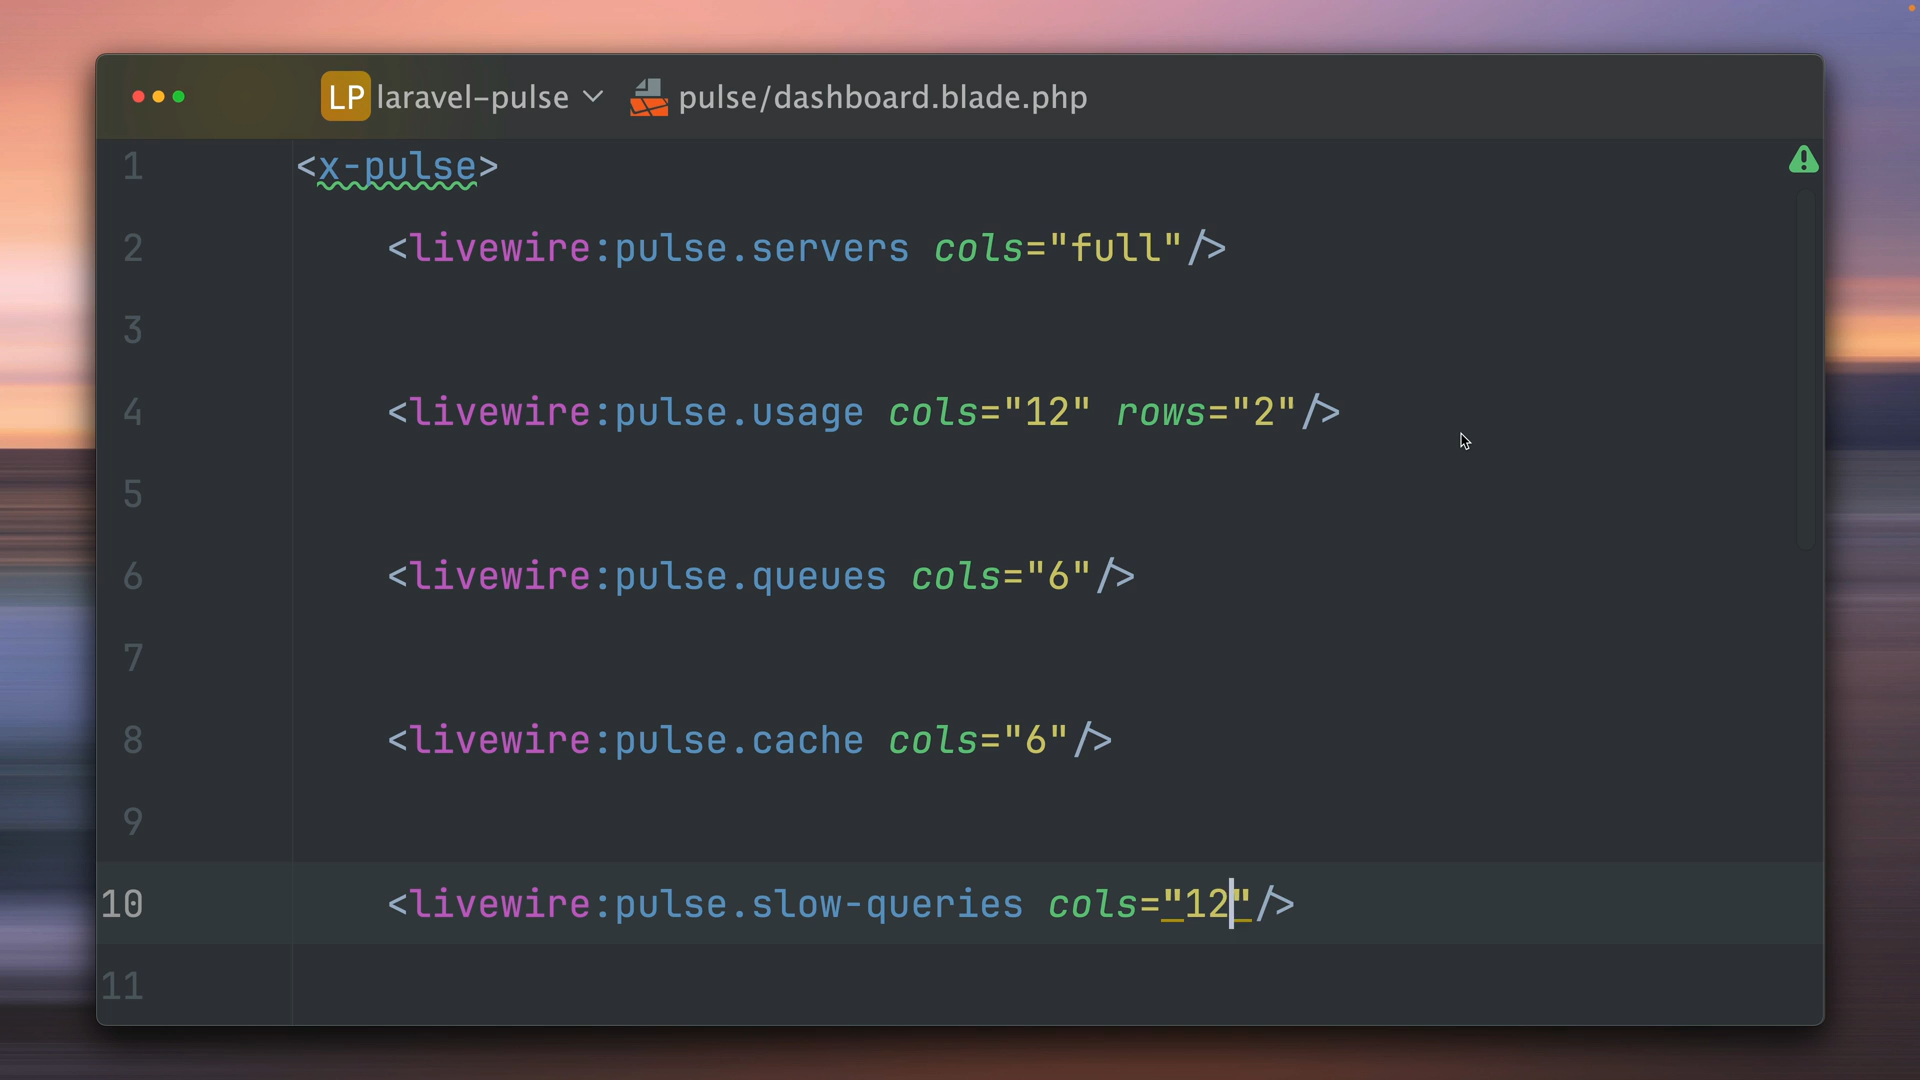 LP laravel-pulse pulse/dashboard.blade.php
1 <x-pulse>
2 <livewire:pulse.servers cols="full"/>
3
4 <livewire:pulse.usage cols="12" rows="2"/>
5
6 <livewire:pulse.queues cols="6"/>
7
8 <livewire:pulse.cache cols="6"/>
9
10 <livewire:pulse.slow-queries cols="12"/>
11